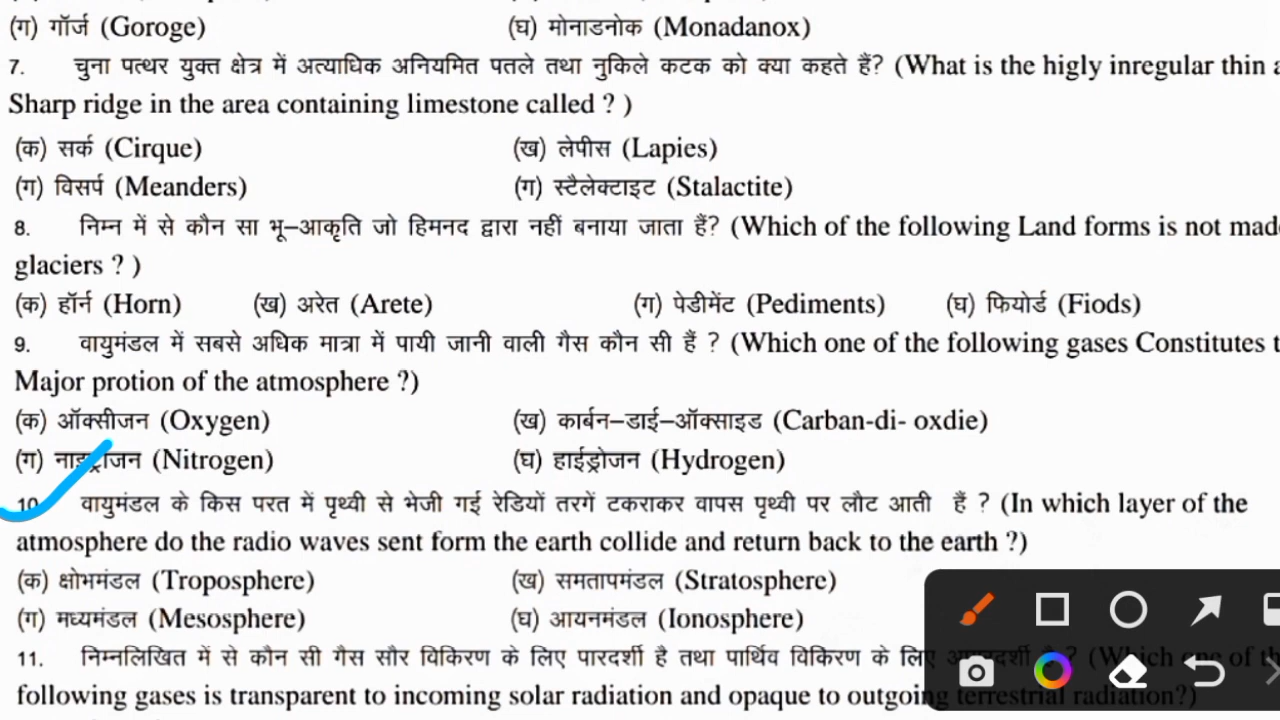 (ग) गॉर्ज (Goroge) (घ) मोनाडनोक (Monadanox)
7. चुना पत्थर युक्त क्षेत्र में अत्याधिक अनियमित पतले तथा नुकिले कटक को क्या कहते हैं? (What is the higly inregular thin
Sharp ridge in the area containing limestone called ? )
(क) सर्क (Cirque) (ख) लेपीस (Lapies)
(ग) विसर्प (Meanders) (ग) स्टैलेक्टाइट (Stalactite)
8. निम्न में से कौन सा भू–आकृति जो हिमनद द्वारा नहीं बनाया जाता हैं? (Which of the following Land forms is not mad
glaciers ? )
(क) हॉर्न (Horn) (ख) अरेत (Arete) (ग) पेडीमेंट (Pediments) (घ) फियोर्ड (Fiods)
9. वायुमंडल में सबसे अधिक मात्रा में पायी जानी वाली गैस कौन सी हैं ? (Which one of the following gases Constitutes
Major protion of the atmosphere ?)
(क) ऑक्सीजन (Oxygen) (ख) कार्बन–डाई–ऑक्साइड (Carban-di- oxdie)
(ग) नाइट्रोजन (Nitrogen) (घ) हाईड्रोजन (Hydrogen)
10. वायुमंडल के किस परत में पृथ्वी से भेजी गई रेडियों तरगें टकराकर वापस पृथ्वी पर लौट आती हैं ? (In which layer of the
atmosphere do the radio waves sent form the earth collide and return back to the earth ?)
(क) क्षोभमंडल (Troposphere) (ख) समतापमंडल (Stratosphere)
(ग) मध्यमंडल (Mesosphere) (घ) आयनमंडल (Ionosphere)
11. निम्नलिखित में से कौन सी गैस सौर विकिरण के लिए पारदर्शी है तथा पार्थिव विकिरण के लिए अपारदर्शी है ? (Which one of
following gases is transparent to incoming solar radiation and opaque to outgoing terrestrial radiation?)